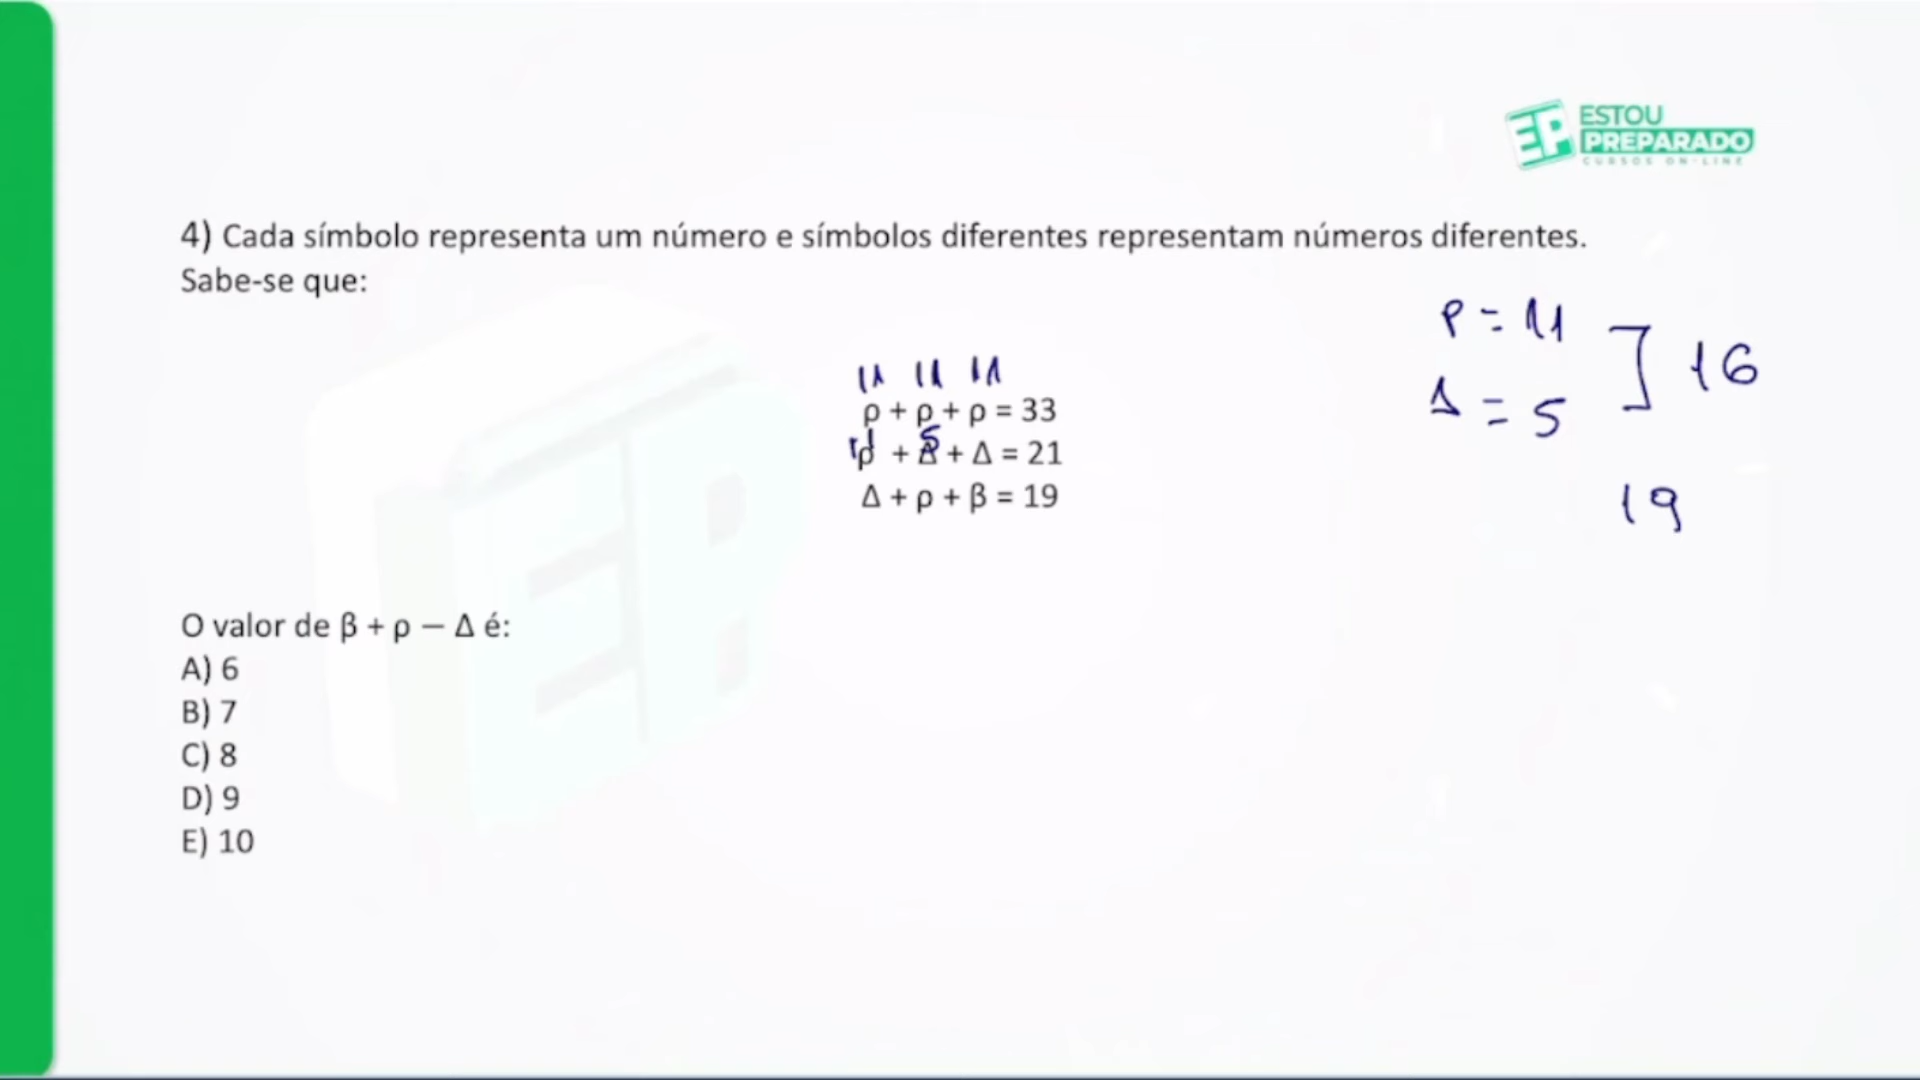 ESTOU
EP PREPARADO
CURSOS ON-LINE
4) Cada símbolo representa um número e símbolos diferentes representam números diferentes.
Sabe-se que:
ρ = 11
Δ = 5
] 16
19
11 11 11
ρ + ρ + ρ = 33
11 5
ρ + Δ + Δ = 21
Δ + ρ + β = 19
O valor de β + ρ — Δ é:
A) 6
B) 7
C) 8
D) 9
E) 10
EP